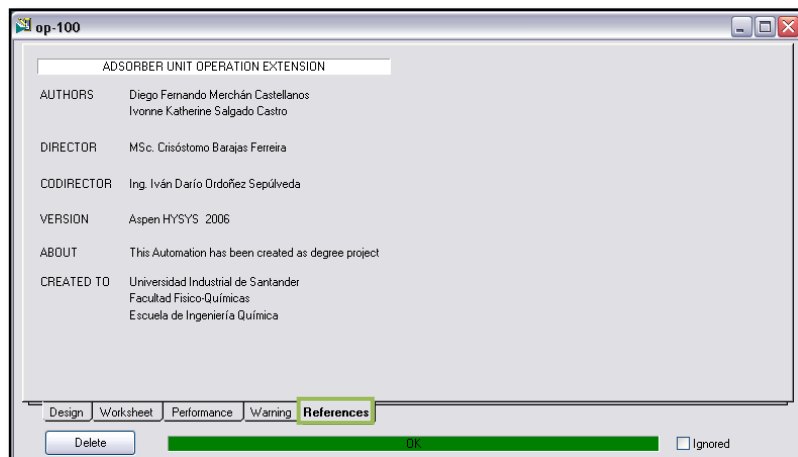 op-100
ADSORBER UNIT OPERATION EXTENSION
AUTHORS Diego Fernando Merchán Castellanos
Ivonne Katherine Salgado Castro
DIRECTOR MSc. Crisóstomo Barajas Ferreira
CODIRECTOR Ing. Iván Darío Ordoñez Sepúlveda
VERSION Aspen HYSYS 2006
ABOUT This Automation has been created as degree project
CREATED TO Universidad Industrial de Santander
Facultad Fisico-Químicas
Escuela de Ingeniería Química
Design Worksheet Performance Warning References
Delete OK Ignored